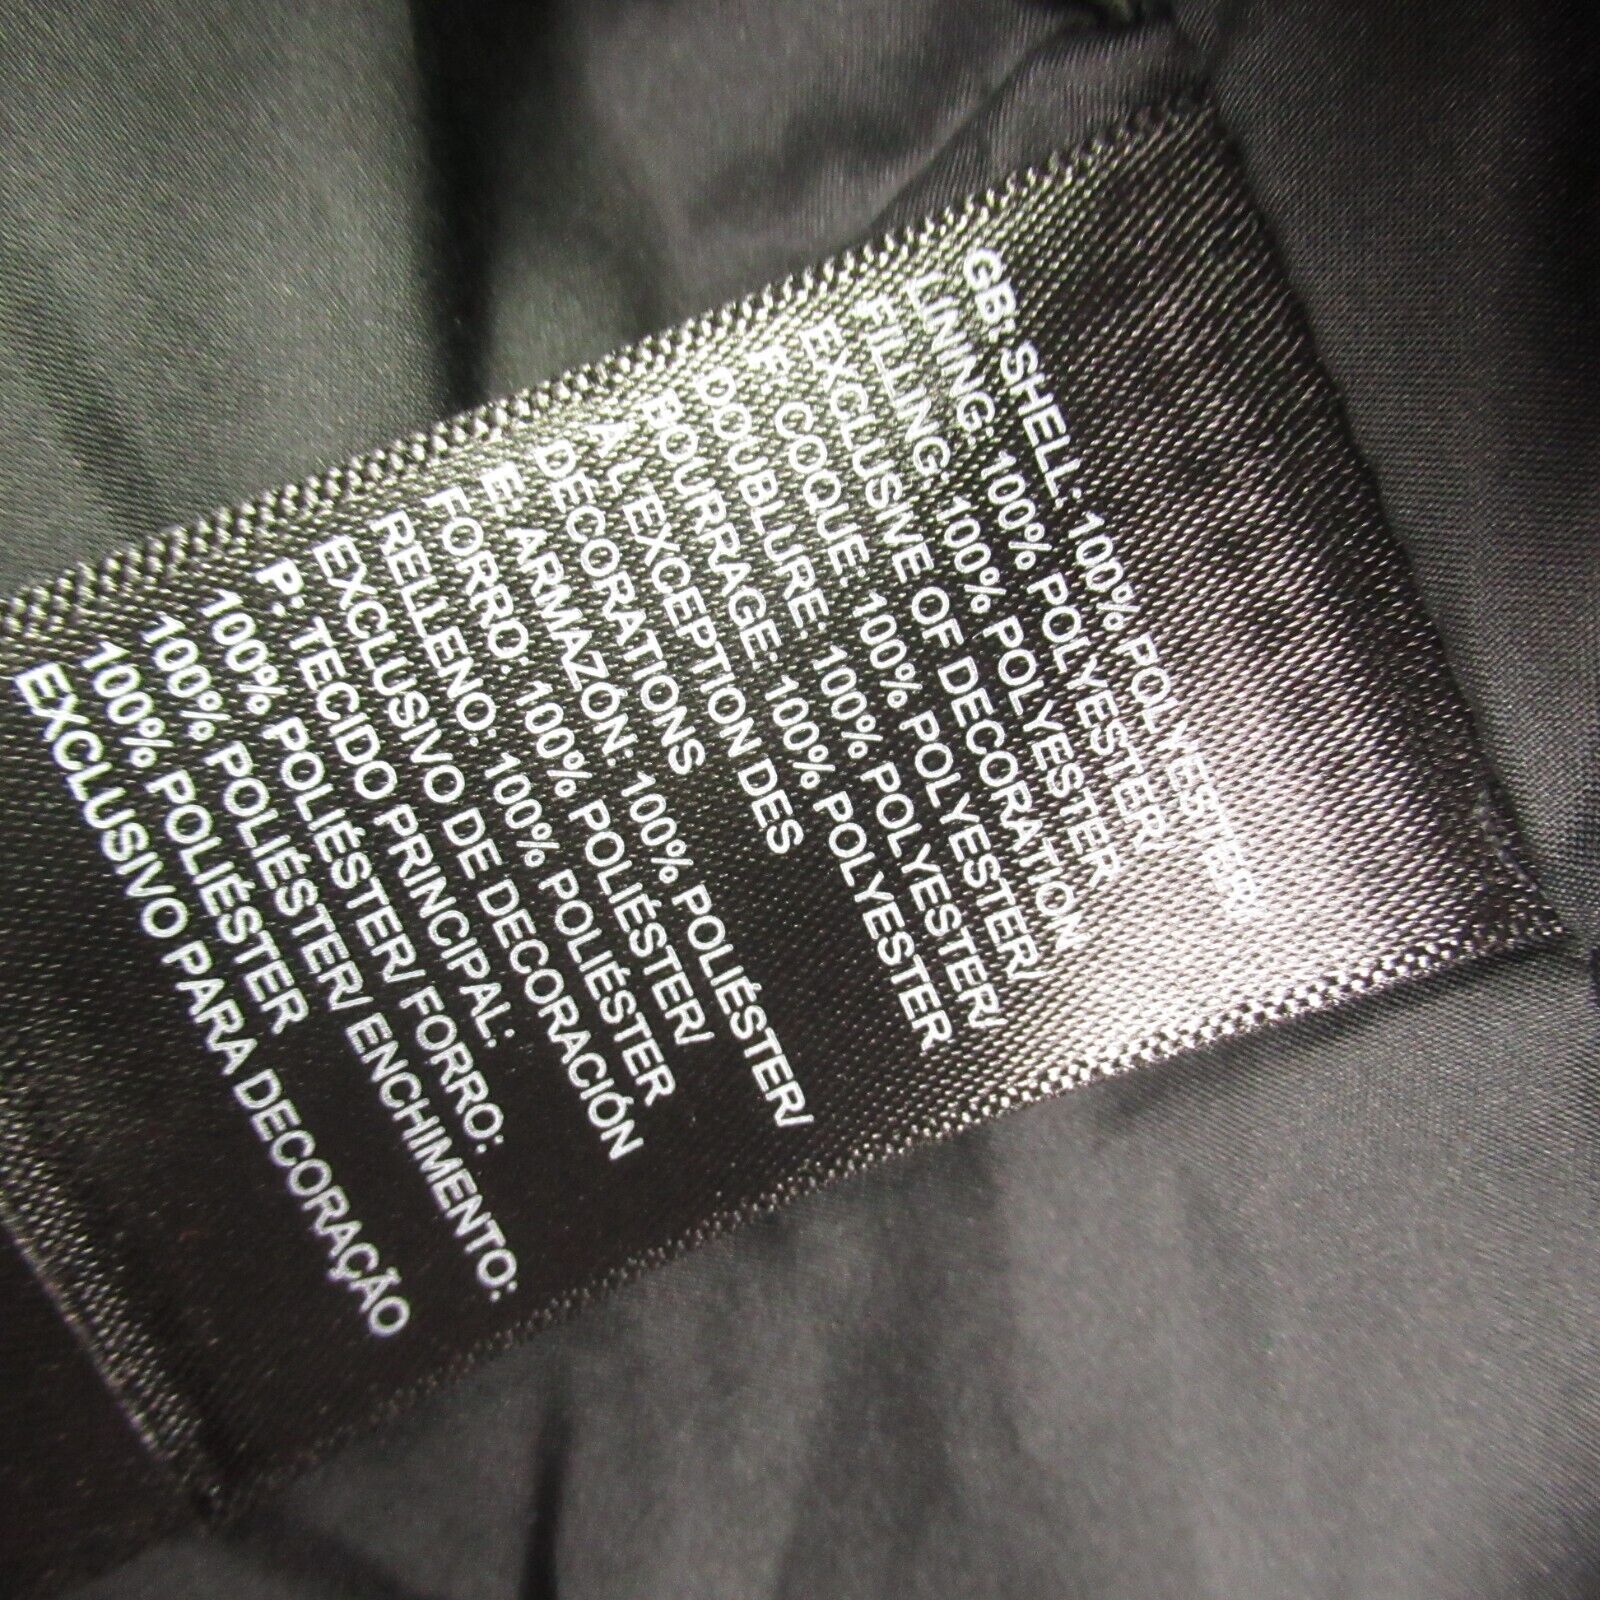 GB: SHELL: 100% POLYESTER/
LINING: 100% POLYESTER/
FILLING: 100% POLYESTER
EXCLUSIVE OF DECORATION
F: COQUE: 100% POLYESTER/
DOUBLURE: 100% POLYESTER/
BOURRAGE: 100% POLYESTER
A L EXCEPTION DES
DÉCORATIONS
E: ARMAZÓN: 100% POLIÉSTER/
FORRO: 100% POLIÉSTER/
RELLENO: 100% POLIÉSTER
EXCLUSIVO DE DECORACIÓN
P: TECIDO PRINCIPAL:
100% POLIÉSTER/ FORRO:
100% POLIÉSTER/ ENCHIMENTO:
100% POLIÉSTER
EXCLUSIVO PARA DECORAÇÃO